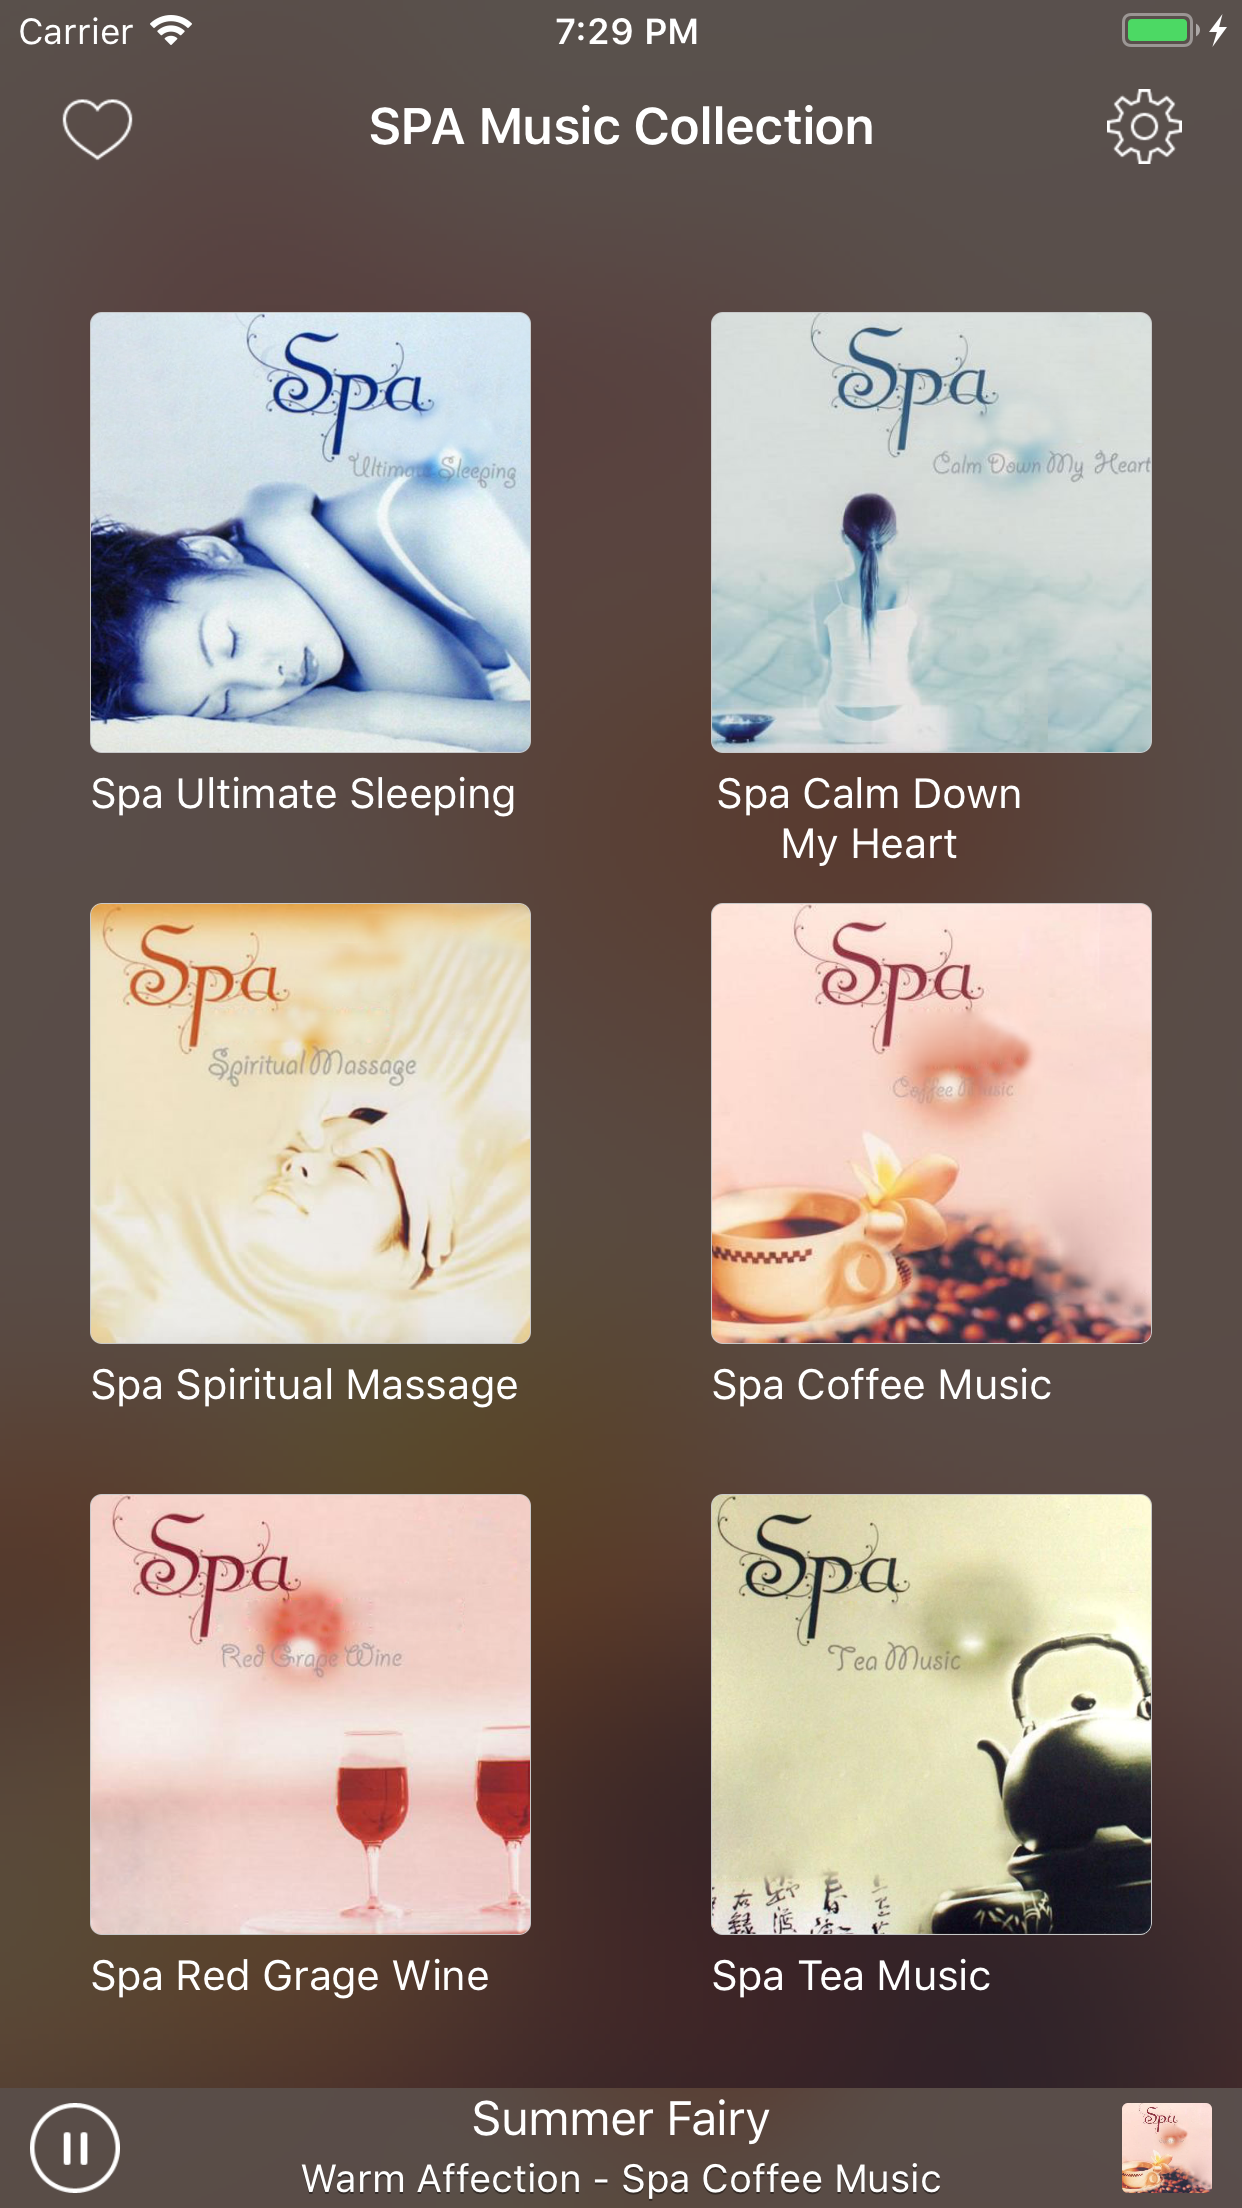 Carrier
7:29 PM
SPA Music Collection
Spa
Ultimate Sleeping
Spa
Calm Down My Heart
Spa Ultimate Sleeping
Spa Calm Down
My Heart
Spa
Spiritual Massage
Spa
Coffee Music
Spa Spiritual Massage
Spa Coffee Music
Spa
Red Grape Wine
Spa
Tea Music
Spa Red Grage Wine
Spa Tea Music
Summer Fairy
Warm Affection - Spa Coffee Music
Spa